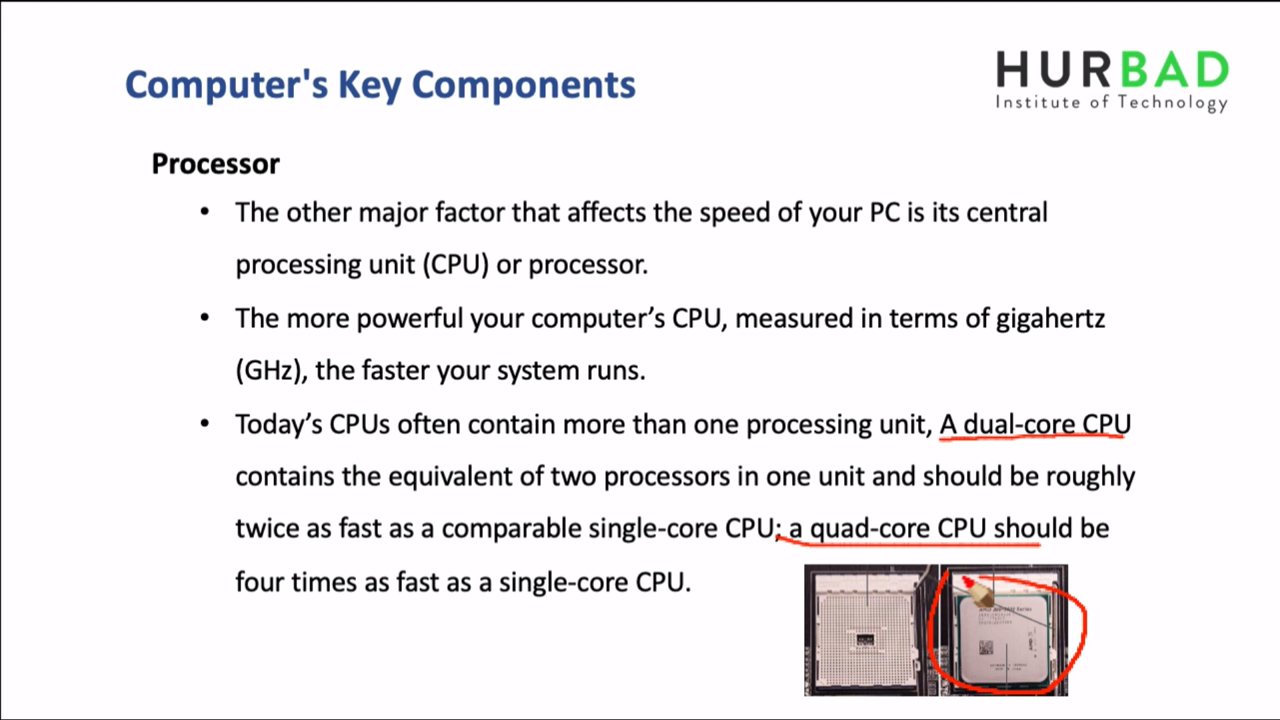 Computer's Key Components
HURBAD
Institute of Technology
Processor
• The other major factor that affects the speed of your PC is its central
processing unit (CPU) or processor.
• The more powerful your computer’s CPU, measured in terms of gigahertz
(GHz), the faster your system runs.
• Today’s CPUs often contain more than one processing unit, A dual-core CPU
contains the equivalent of two processors in one unit and should be roughly
twice as fast as a comparable single-core CPU; a quad-core CPU should be
four times as fast as a single-core CPU.